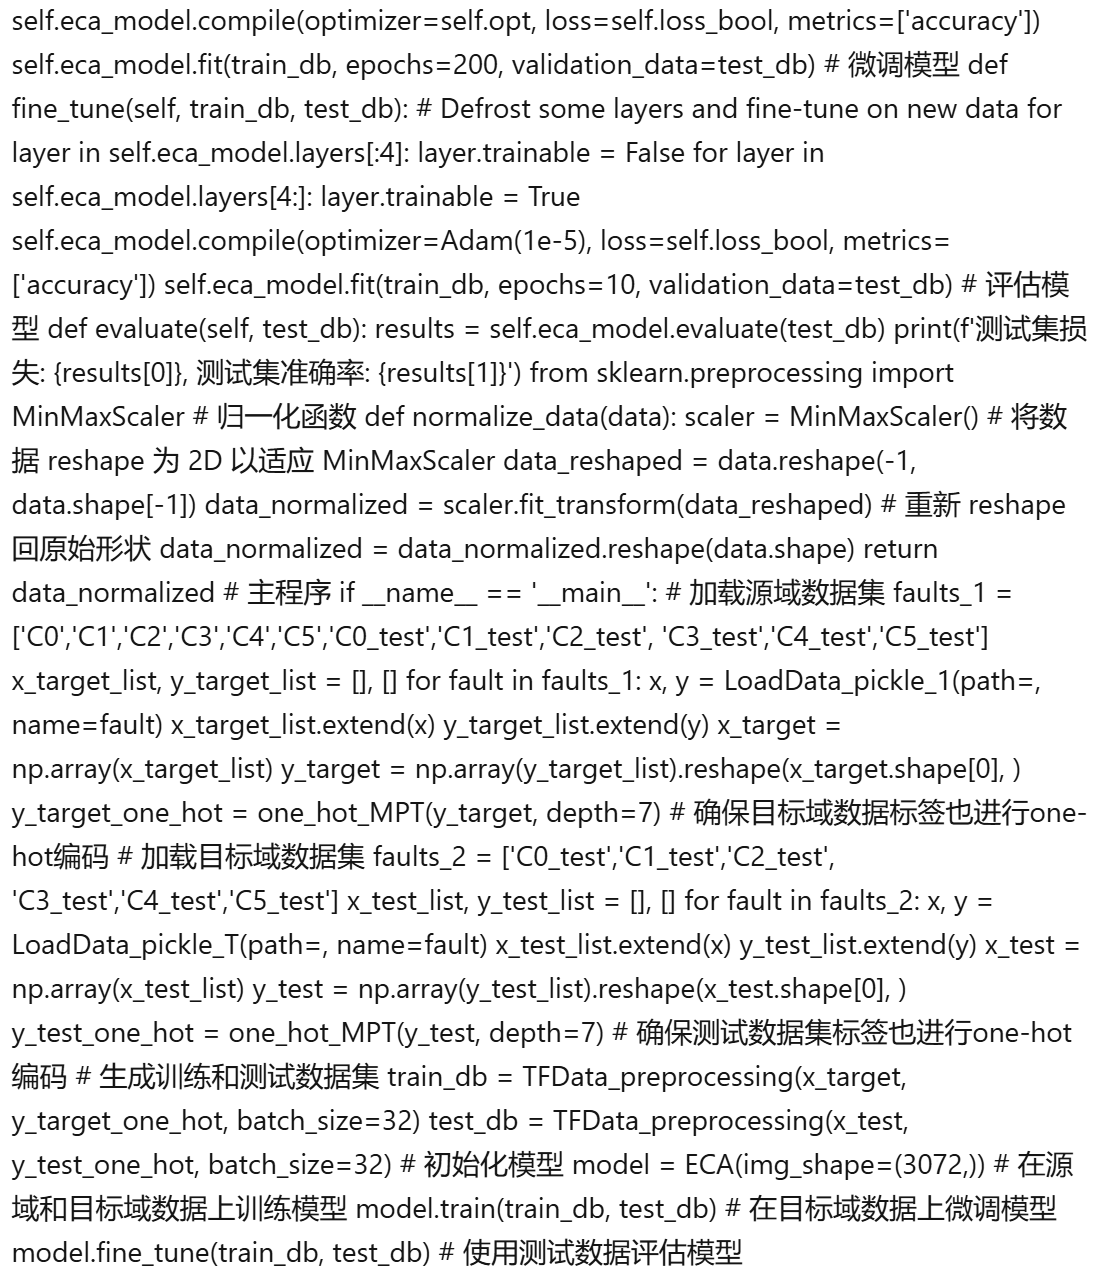 self.eca_model.compile(optimizer=self.opt, loss=self.loss_bool, metrics=['accuracy'])
self.eca_model.fit(train_db, epochs=200, validation_data=test_db) # 微调模型 def
fine_tune(self, train_db, test_db): # Defrost some layers and fine-tune on new data for
layer in self.eca_model.layers[:4]: layer.trainable = False for layer in
self.eca_model.layers[4:]: layer.trainable = True
self.eca_model.compile(optimizer=Adam(1e-5), loss=self.loss_bool, metrics=
['accuracy']) self.eca_model.fit(train_db, epochs=10, validation_data=test_db) # 评估模
型 def evaluate(self, test_db): results = self.eca_model.evaluate(test_db) print(f'测试集损
失: {results[0]}, 测试集准确率: {results[1]}') from sklearn.preprocessing import
MinMaxScaler # 归一化函数 def normalize_data(data): scaler = MinMaxScaler() # 将数
据 reshape 为 2D 以适应 MinMaxScaler data_reshaped = data.reshape(-1,
data.shape[-1]) data_normalized = scaler.fit_transform(data_reshaped) # 重新 reshape
回原始形状 data_normalized = data_normalized.reshape(data.shape) return
data_normalized # 主程序 if __name__ == '__main__': # 加载源域数据集 faults_1 =
['C0','C1','C2','C3','C4','C5','C0_test','C1_test','C2_test', 'C3_test','C4_test','C5_test']
x_target_list, y_target_list = [], [] for fault in faults_1: x, y = LoadData_pickle_1(path=,
name=fault) x_target_list.extend(x) y_target_list.extend(y) x_target =
np.array(x_target_list) y_target = np.array(y_target_list).reshape(x_target.shape[0], )
y_target_one_hot = one_hot_MPT(y_target, depth=7) # 确保目标域数据标签也进行one-
hot编码 # 加载目标域数据集 faults_2 = ['C0_test','C1_test','C2_test',
'C3_test','C4_test','C5_test'] x_test_list, y_test_list = [], [] for fault in faults_2: x, y =
LoadData_pickle_T(path=, name=fault) x_test_list.extend(x) y_test_list.extend(y) x_test =
np.array(x_test_list) y_test = np.array(y_test_list).reshape(x_test.shape[0], )
y_test_one_hot = one_hot_MPT(y_test, depth=7) # 确保测试数据集标签也进行one-hot
编码 # 生成训练和测试数据集 train_db = TFData_preprocessing(x_target,
y_target_one_hot, batch_size=32) test_db = TFData_preprocessing(x_test,
y_test_one_hot, batch_size=32) # 初始化模型 model = ECA(img_shape=(3072,)) # 在源
域和目标域数据上训练模型 model.train(train_db, test_db) # 在目标域数据上微调模型
model.fine_tune(train_db, test_db) # 使用测试数据评估模型